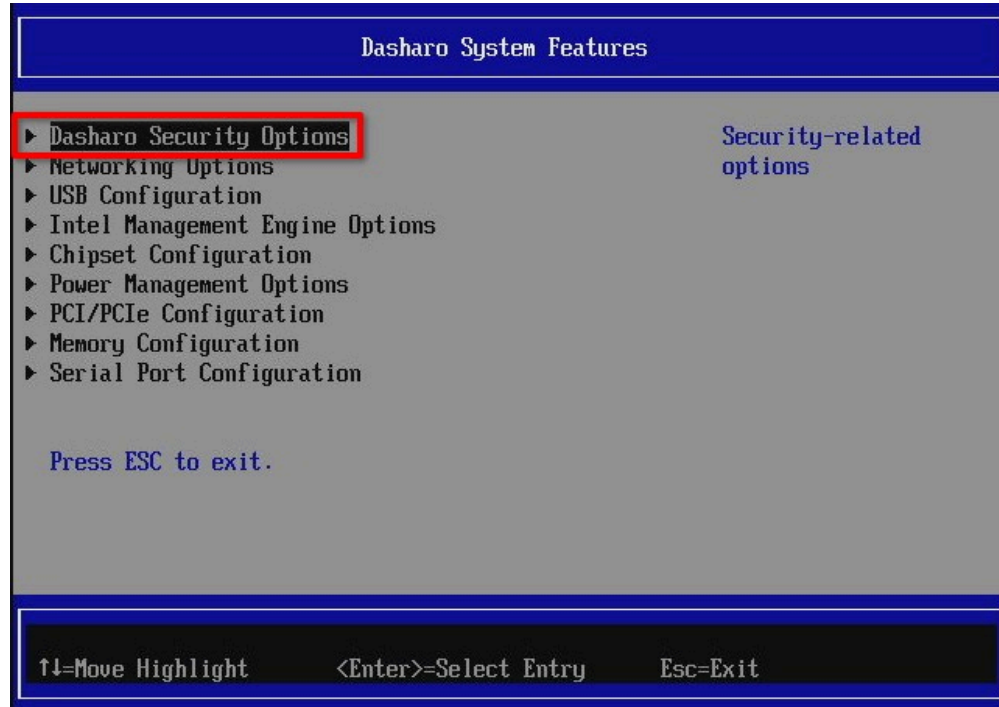 Dasharo System Features
▶ Dasharo Security Options
▶ Networking Options
▶ USB Configuration
▶ Intel Management Engine Options
▶ Chipset Configuration
▶ Power Management Options
▶ PCI/PCIe Configuration
▶ Memory Configuration
▶ Serial Port Configuration
Security-related
options
Press ESC to exit.
↑↓=Move Highlight <Enter>=Select Entry Esc=Exit